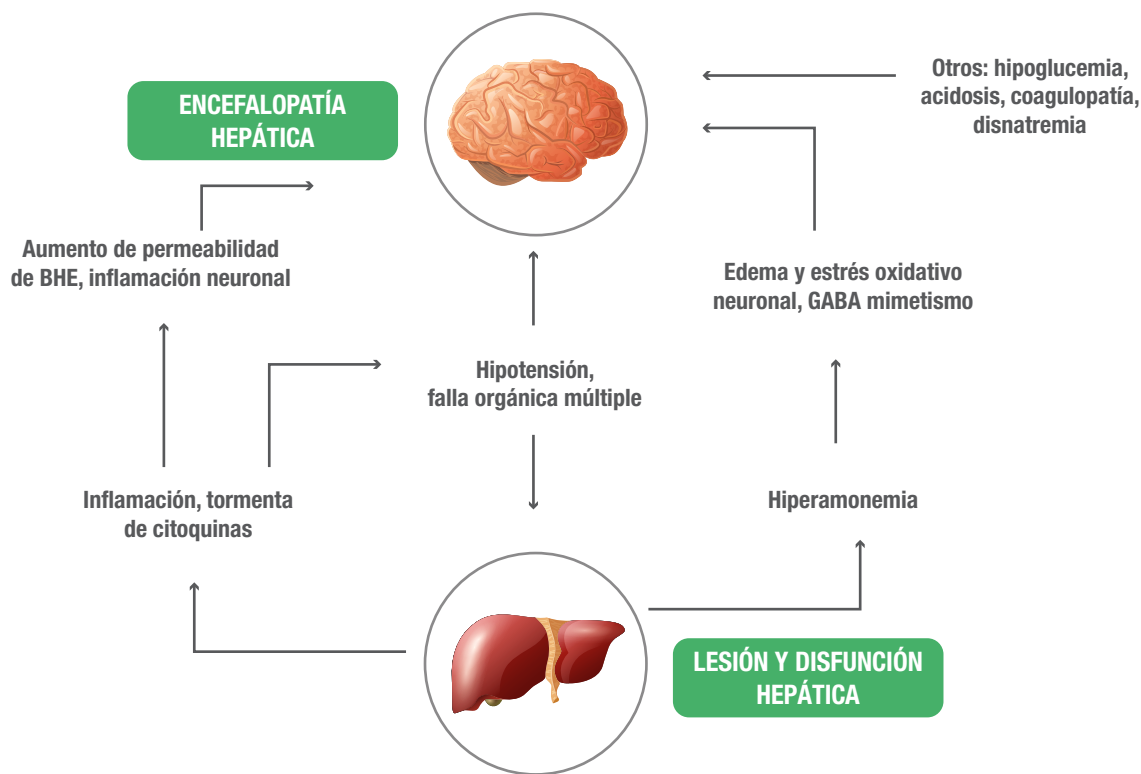 ENCEFALOPATÍA
HEPÁTICA
Otros: hipoglucemia,
acidosis, coagulopatía,
disnatremia
Aumento de permeabilidad
de BHE, inflamación neuronal
Edema y estrés oxidativo
neuronal, GABA mimetismo
Hipotensión,
falla orgánica múltiple
Inflamación, tormenta
de citoquinas
Hiperamonemia
LESIÓN Y DISFUNCIÓN
HEPÁTICA